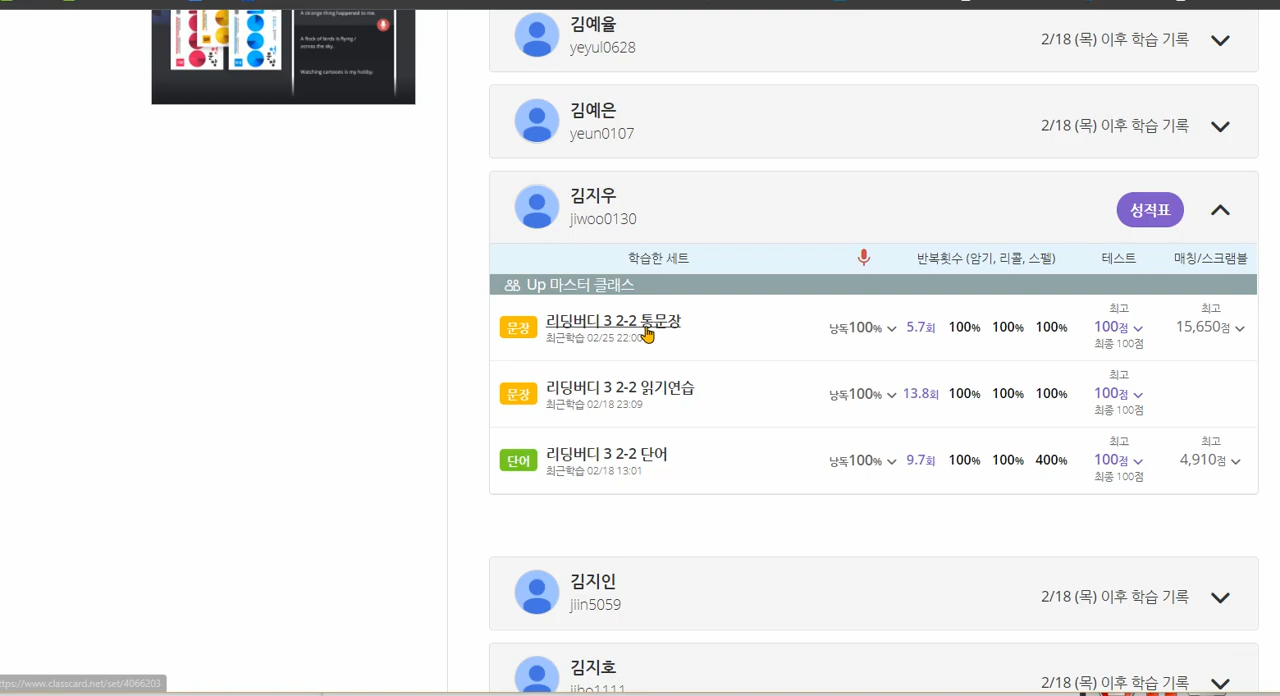 A strange thing happened to me.
A flock of birds is flying /
across the sky.
Watching cartoons is my hobby.
김예율
yeyul0628
2/18 (목) 이후 학습 기록
김예은
yeun0107
2/18 (목) 이후 학습 기록
김지우
jiwoo0130
성적표
학습한 세트 반복횟수 (암기, 리콜, 스펠) 테스트 매칭/스크램블
Up 마스터 클래스
문장 리딩버디 3 2-2 통문장
최근학습 02/25 22:00
낭독100% 5.7회 100% 100% 100%
최고
100점
최종 100점
최고
15,650점
문장 리딩버디 3 2-2 읽기연습
최근학습 02/18 23:09
낭독100% 13.8회 100% 100% 100%
최고
100점
최종 100점
단어 리딩버디 3 2-2 단어
최근학습 02/18 13:01
낭독100% 9.7회 100% 100% 400%
최고
100점
최종 100점
최고
4,910점
김지인
jiin5059
2/18 (목) 이후 학습 기록
김지호
jiho1111
2/18 (목) 이후 학습 기록
ttps://www.classcard.net/set/4066203